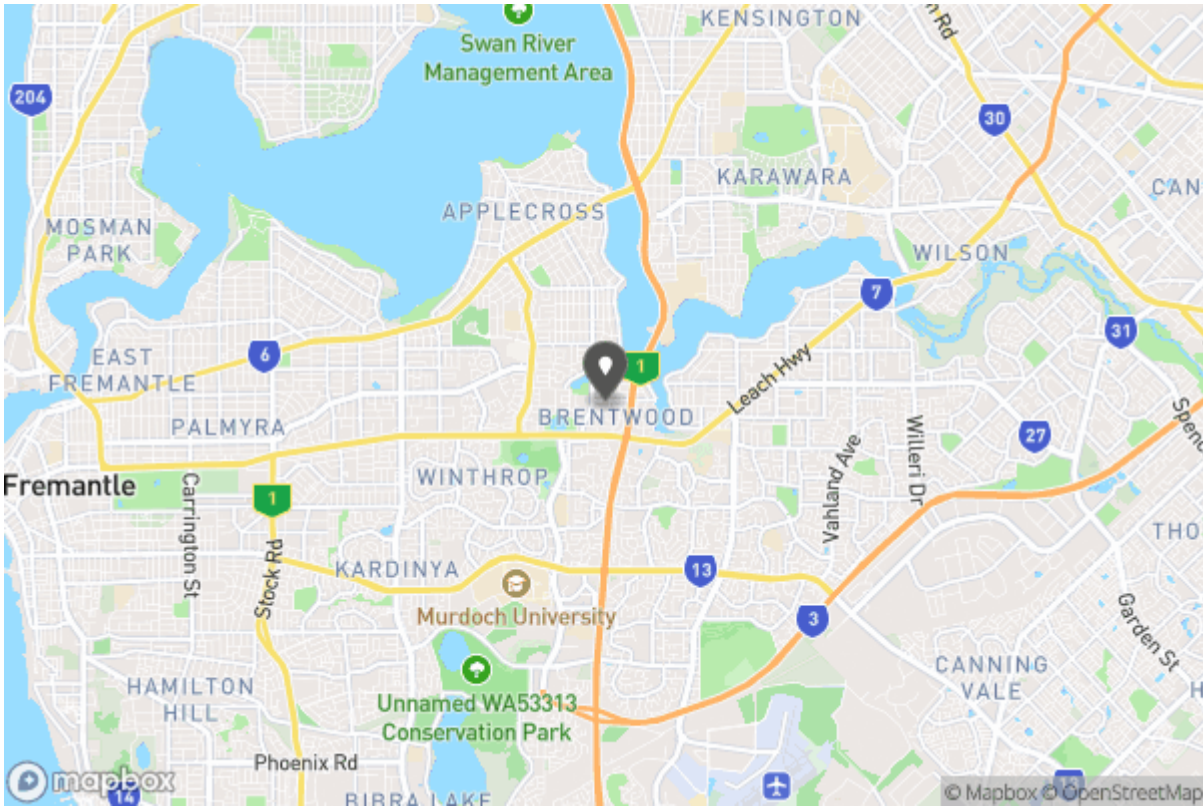 KENSINGTON
Swan River
Management Area
204
30
KARAWARA
CAN
APPLECROSS
MOSMAN
PARK
WILSON
7
31
6
EAST
FREMANTLE
1
Leach Hwy
PALMYRA
BRENTWOOD
Willeri Dr
27
Vahland Ave
WINTHROP
Fremantle
Carrington St
1
Stock Rd
THO
KARDINYA
13
Murdoch University
3
Garden St
CANNING
VALE
HAMILTON
HILL
Unnamed WA53313
Conservation Park
Phoenix Rd
mapbox
14
BIBRA LAKE
13
© Mapbox © OpenStreetMap